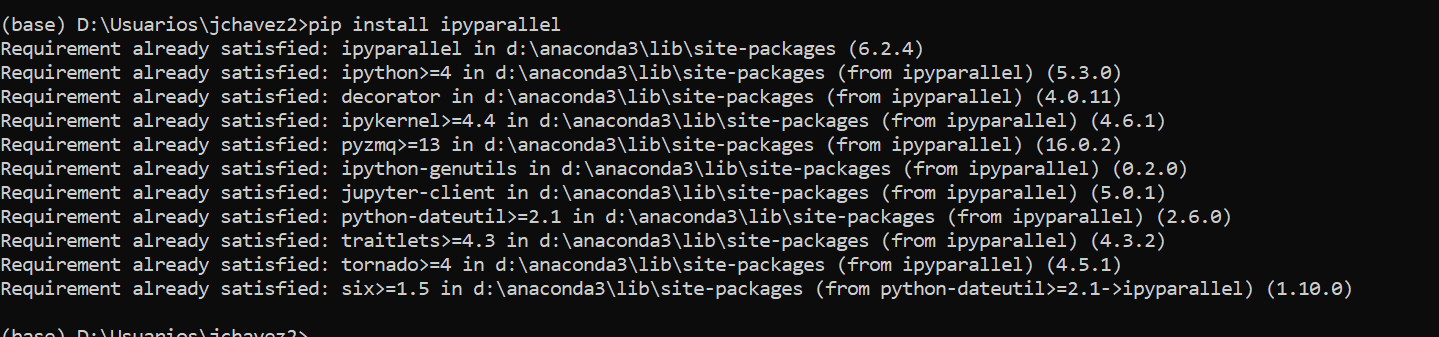 (base) D:\Usuarios\jchavez2>pip install ipyparallel
Requirement already satisfied: ipyparallel in d:\anaconda3\lib\site-packages (6.2.4)
Requirement already satisfied: ipython>=4 in d:\anaconda3\lib\site-packages (from ipyparallel) (5.3.0)
Requirement already satisfied: decorator in d:\anaconda3\lib\site-packages (from ipyparallel) (4.0.11)
Requirement already satisfied: ipykernel>=4.4 in d:\anaconda3\lib\site-packages (from ipyparallel) (4.6.1)
Requirement already satisfied: pyzmq>=13 in d:\anaconda3\lib\site-packages (from ipyparallel) (16.0.2)
Requirement already satisfied: ipython-genutils in d:\anaconda3\lib\site-packages (from ipyparallel) (0.2.0)
Requirement already satisfied: jupyter-client in d:\anaconda3\lib\site-packages (from ipyparallel) (5.0.1)
Requirement already satisfied: python-dateutil>=2.1 in d:\anaconda3\lib\site-packages (from ipyparallel) (2.6.0)
Requirement already satisfied: traitlets>=4.3 in d:\anaconda3\lib\site-packages (from ipyparallel) (4.3.2)
Requirement already satisfied: tornado>=4 in d:\anaconda3\lib\site-packages (from ipyparallel) (4.5.1)
Requirement already satisfied: six>=1.5 in d:\anaconda3\lib\site-packages (from python-dateutil>=2.1->ipyparallel) (1.10.0)
(base) D:\Usuarios\jchavez2>